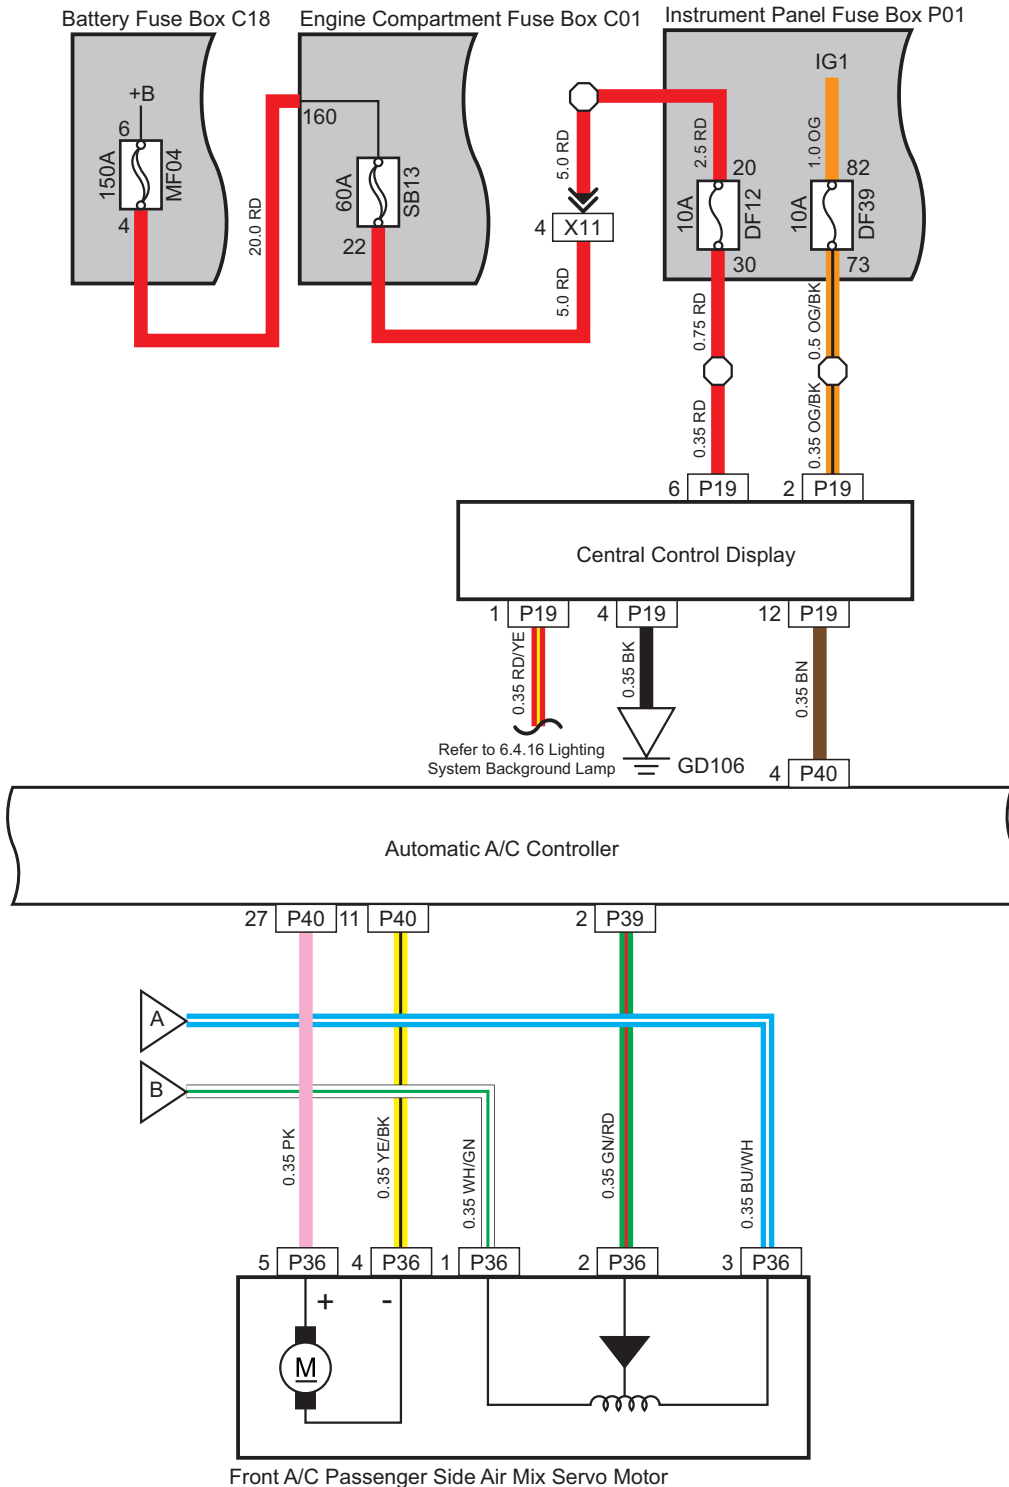 Battery Fuse Box C18
Engine Compartment Fuse Box C01
Instrument Panel Fuse Box P01
+B
6
150A
MF04
4
20.0 RD
160
60A
SB13
22
5.0 RD
4 X11
5.0 RD
2.5 RD
20
10A
DF12
30
IG1
1.0 OG
82
10A
DF39
73
0.75 RD
0.5 OG/BK
0.35 RD
0.35 OG/BK
6 P19
2 P19
Central Control Display
1 P19
4 P19
12 P19
0.35 RD/YE
0.35 BK
0.35 BN
Refer to 6.4.16 Lighting
System Background Lamp
GD106
4 P40
Automatic A/C Controller
27 P40
11 P40
2 P39
A
B
0.35 PK
0.35 YE/BK
0.35 WH/GN
0.35 GN/RD
0.35 BU/WH
5 P36
4 P36
1 P36
2 P36
3 P36
+
-
M
Front A/C Passenger Side Air Mix Servo Motor